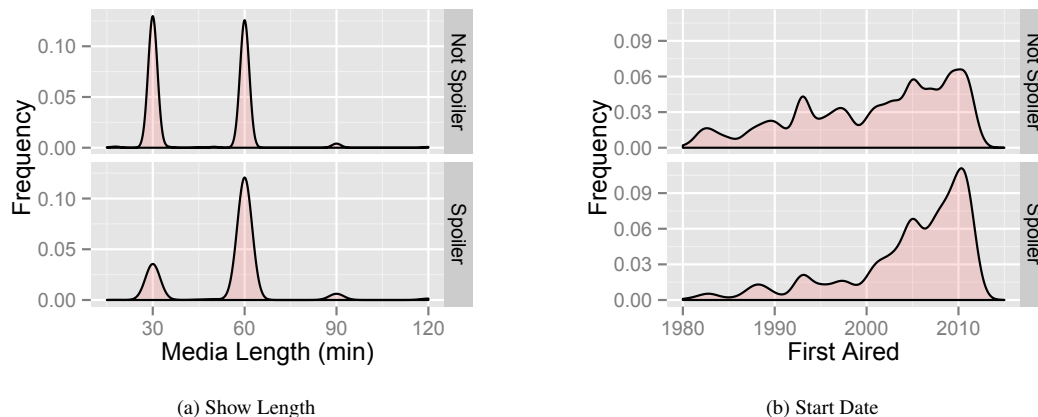 Frequency
0.10
0.05
0.00
Not Spoiler
0.10
0.05
0.00
Spoiler
30 60 90 120
Media Length (min)
(a) Show Length
Frequency
0.09
0.06
0.03
0.00
Not Spoiler
0.09
0.06
0.03
0.00
Spoiler
1980 1990 2000 2010
First Aired
(b) Start Date